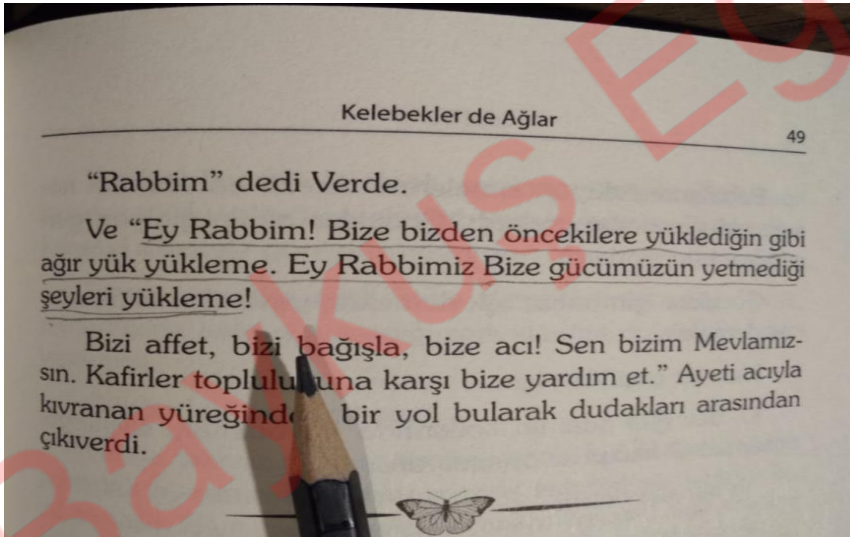 Kelebekler de Ağlar
49
“Rabbim” dedi Verde.
Ve “Ey Rabbim! Bize bizden öncekilere yüklediğin gibi
ağır yük yükleme. Ey Rabbimiz Bize gücümüzün yetmediği
şeyleri yükleme!
Bizi affet, bizi bağışla, bize acı! Sen bizim Mevlamız-
sın. Kafirler karşı bize yardım et.” Ayeti acıyla
kıvranan bir yol bularak dudakları arasından
çıkıverdi.
Baykuş Eğ